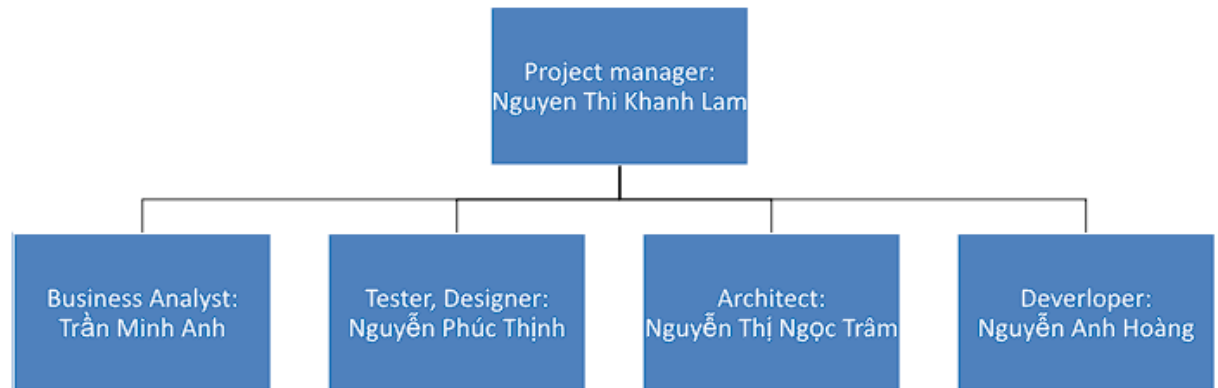 Project manager:
Nguyen Thi Khanh Lam
Business Analyst:
Trần Minh Anh
Tester, Designer:
Nguyễn Phúc Thịnh
Architect:
Nguyễn Thị Ngọc Trâm
Deverloper:
Nguyễn Anh Hoàng